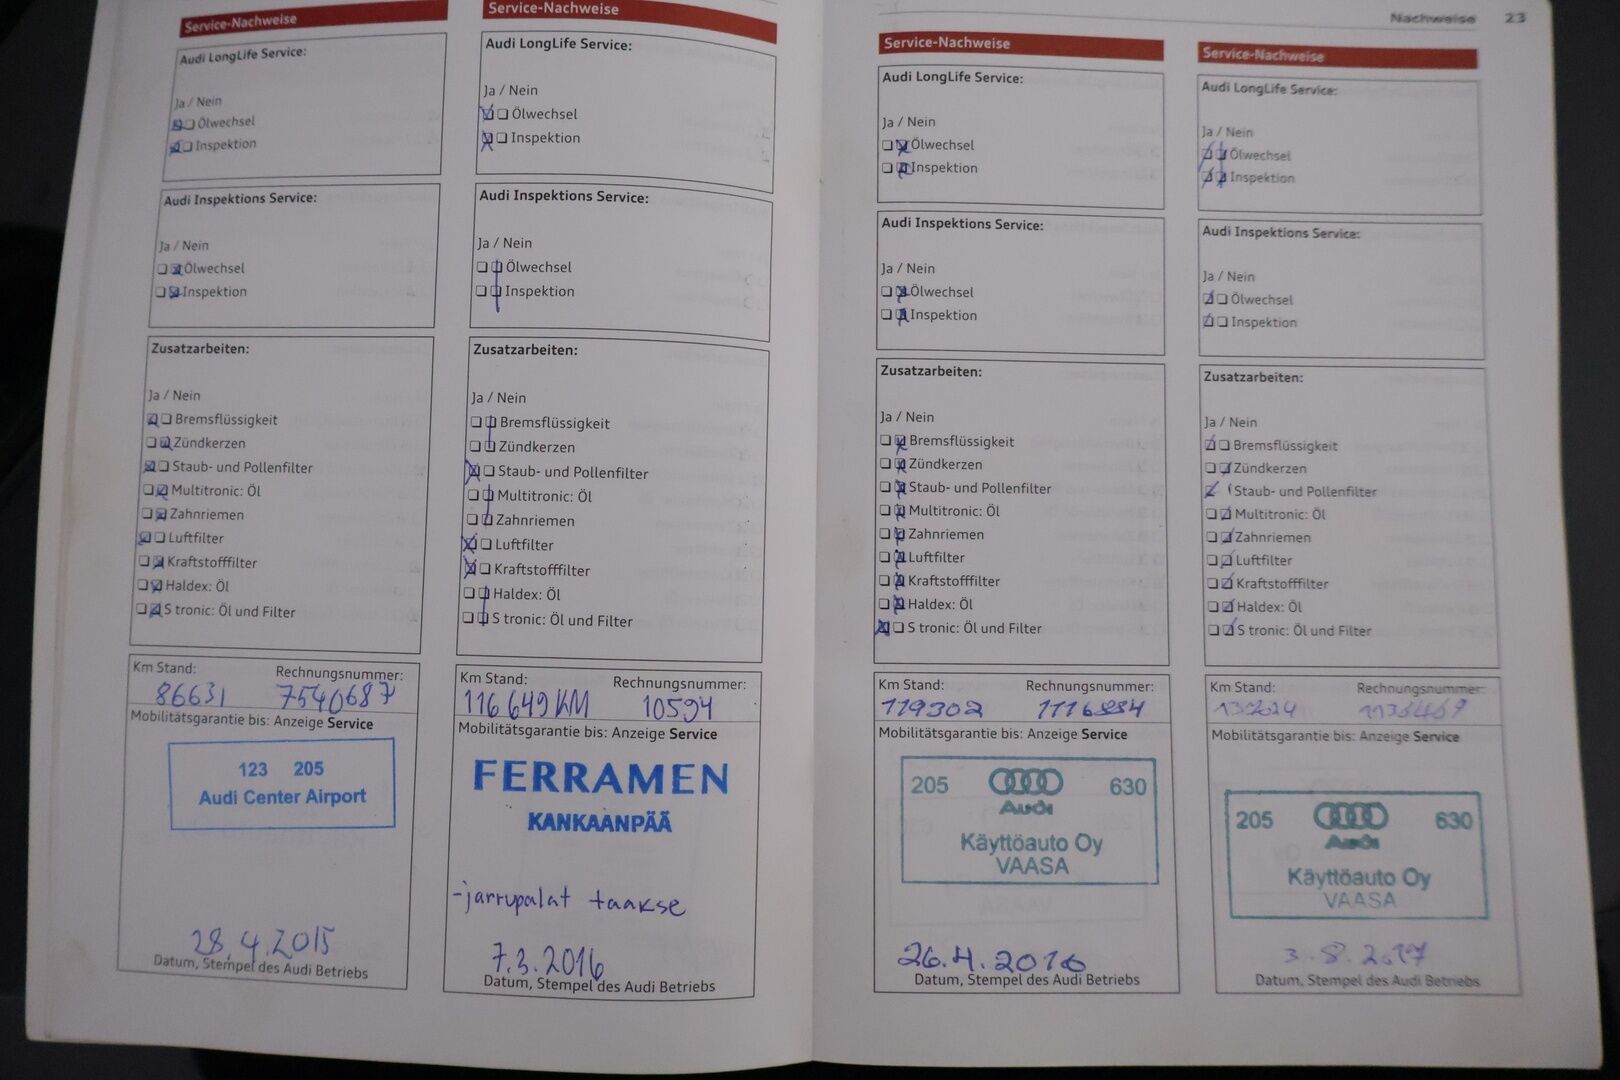 Service-Nachweise
Audi LongLife Service:
Ja / Nein
Ölwechsel
Inspektion
Audi Inspektions Service:
Ja / Nein
Ölwechsel
Inspektion
Zusatzarbeiten:
Ja / Nein
Bremsflüssigkeit
Zündkerzen
Staub- und Pollenfilter
Multitronic: Öl
Zahnriemen
Luftfilter
Kraftstofffilter
Haldex: Öl
S tronic: Öl und Filter
Km Stand: Rechnungsnummer:
86631 7540687
Mobilitätsgarantie bis: Anzeige Service
123 205
Audi Center Airport
28.4.2015
Datum, Stempel des Audi Betriebs
Service-Nachweise
Audi LongLife Service:
Ja / Nein
Ölwechsel
Inspektion
Audi Inspektions Service:
Ja / Nein
Ölwechsel
Inspektion
Zusatzarbeiten:
Ja / Nein
Bremsflüssigkeit
Zündkerzen
Staub- und Pollenfilter
Multitronic: Öl
Zahnriemen
Luftfilter
Kraftstofffilter
Haldex: Öl
S tronic: Öl und Filter
Km Stand: Rechnungsnummer:
116 649 KM 10594
Mobilitätsgarantie bis: Anzeige Service
FERRAMEN
KANKAANPÄÄ
-jarrupalat taakse
7.3.2016
Datum, Stempel des Audi Betriebs
Nachweise 23
Service-Nachweise
Audi LongLife Service:
Ja / Nein
Ölwechsel
Inspektion
Audi Inspektions Service:
Ja / Nein
Ölwechsel
Inspektion
Zusatzarbeiten:
Ja / Nein
Bremsflüssigkeit
Zündkerzen
Staub- und Pollenfilter
Multitronic: Öl
Zahnriemen
Luftfilter
Kraftstofffilter
Haldex: Öl
S tronic: Öl und Filter
Km Stand: Rechnungsnummer:
119302
Mobilitätsgarantie bis: Anzeige Service
205 Audi 630
Käyttöauto Oy
VAASA
26.4.2016
Datum, Stempel des Audi Betriebs
Service-Nachweise
Audi LongLife Service:
Ja / Nein
Ölwechsel
Inspektion
Audi Inspektions Service:
Ja / Nein
Ölwechsel
Inspektion
Zusatzarbeiten:
Ja / Nein
Bremsflüssigkeit
Zündkerzen
Staub- und Pollenfilter
Multitronic: Öl
Zahnriemen
Luftfilter
Kraftstofffilter
Haldex: Öl
S tronic: Öl und Filter
Km Stand: Rechnungsnummer:
Mobilitätsgarantie bis: Anzeige Service
205 Audi 630
Käyttöauto Oy
VAASA
3.8.2017
Datum, Stempel des Audi Betriebs